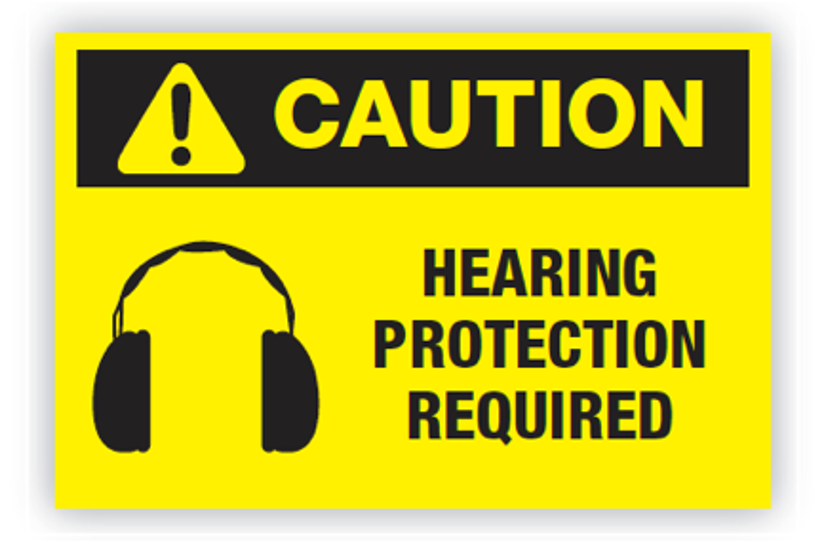 CAUTION
HEARING
PROTECTION
REQUIRED